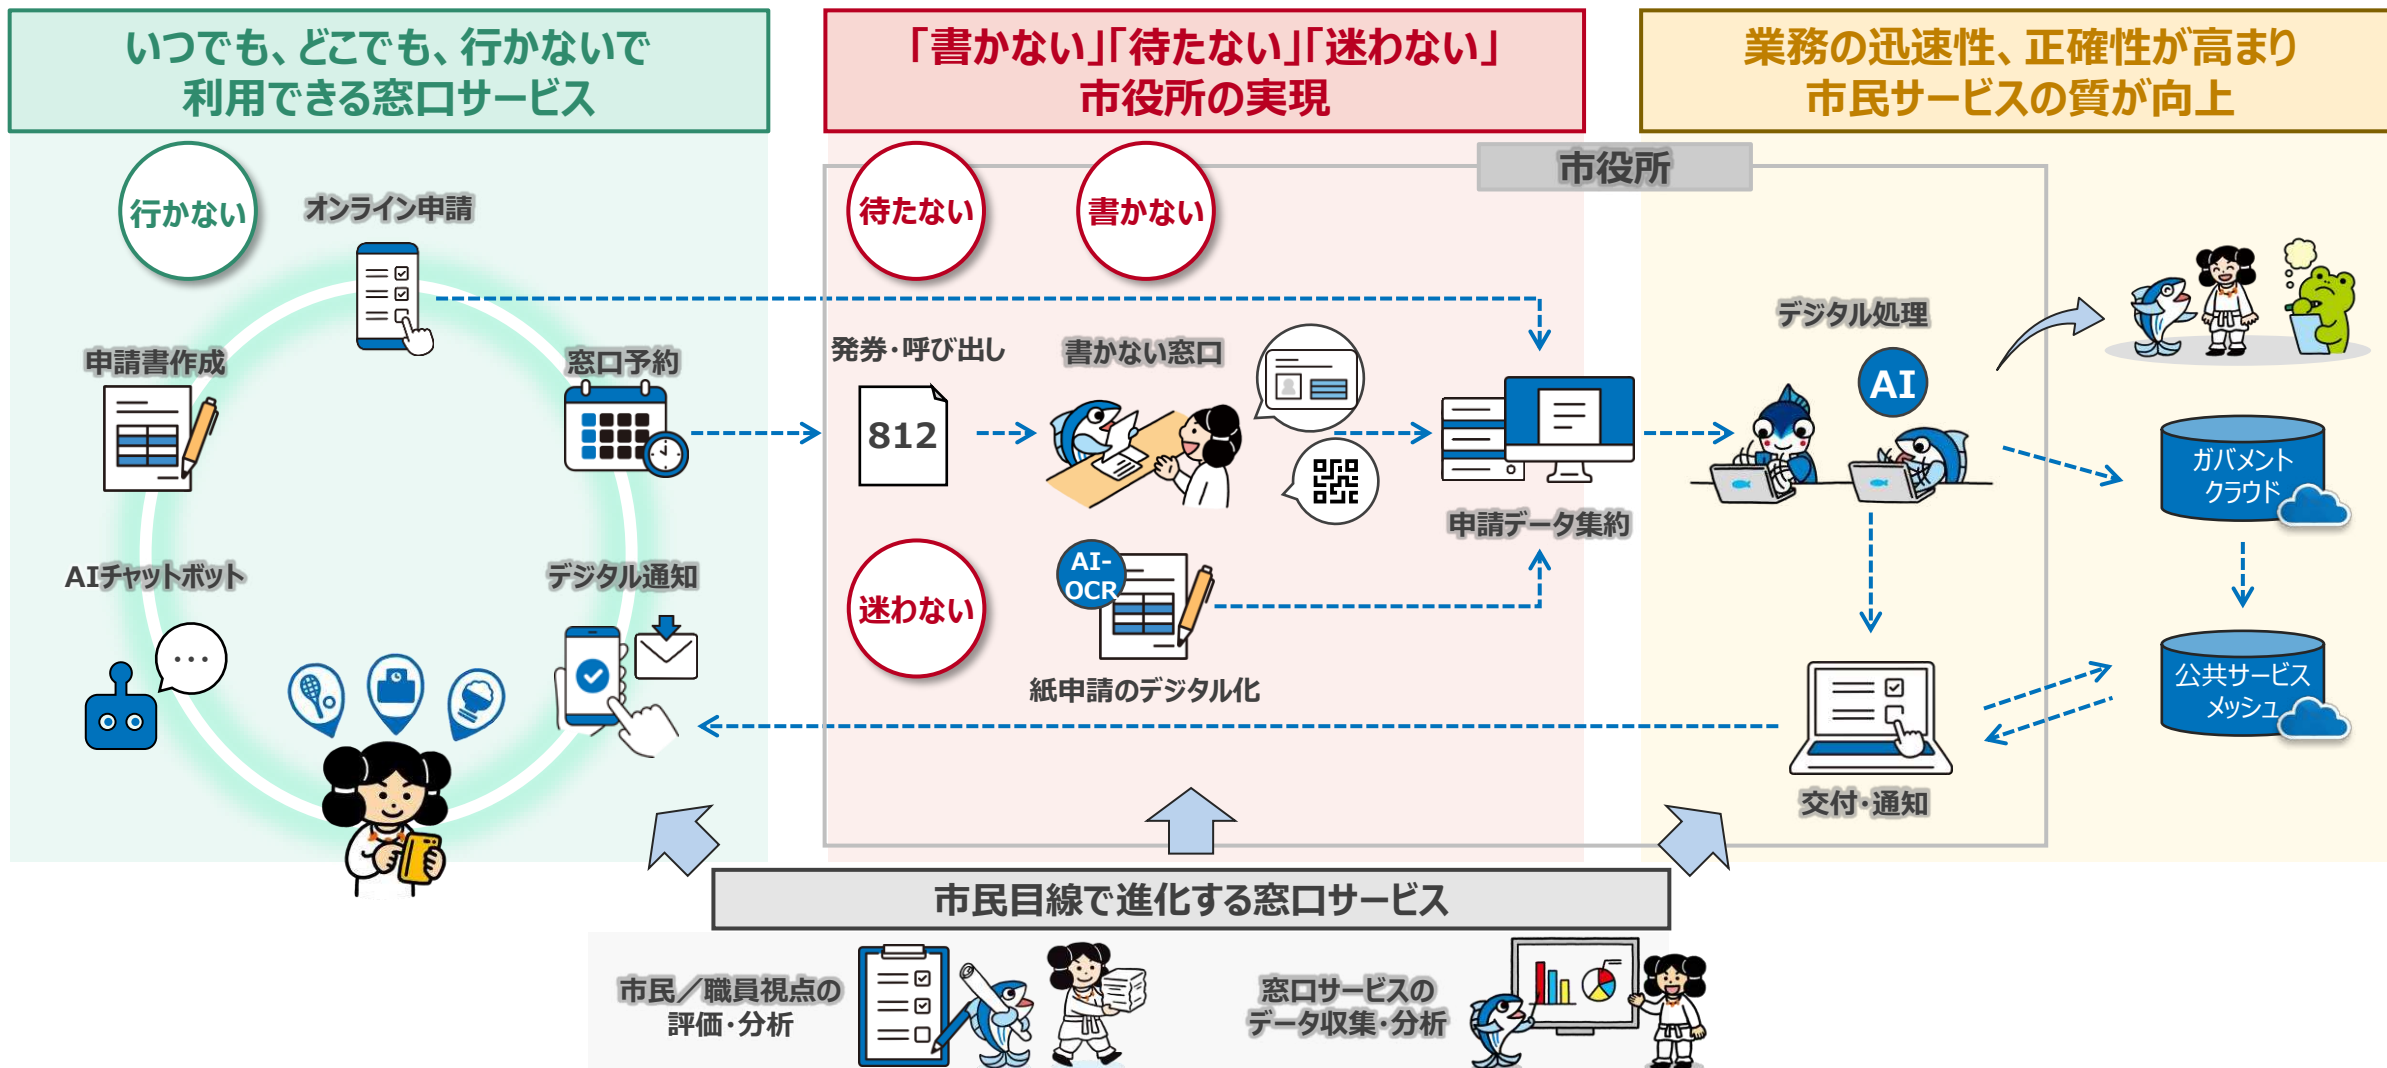 いつでも、どこでも、行かないで
利用できる窓口サービス
「書かない」「待たない」「迷わない」
市役所の実現
業務の迅速性、正確性が高まり
市民サービスの質が向上
行かない
オンライン申請
申請書作成
窓口予約
AIチャットボット
...
デジタル通知
市役所
待たない
書かない
発券・呼び出し
812
書かない窓口
申請データ集約
迷わない
AI-
OCR
紙申請のデジタル化
デジタル処理
AI
ガバメント
クラウド
公共サービス
メッシュ
交付・通知
市民目線で進化する窓口サービス
市民／職員視点の
評価・分析
窓口サービスの
データ収集・分析